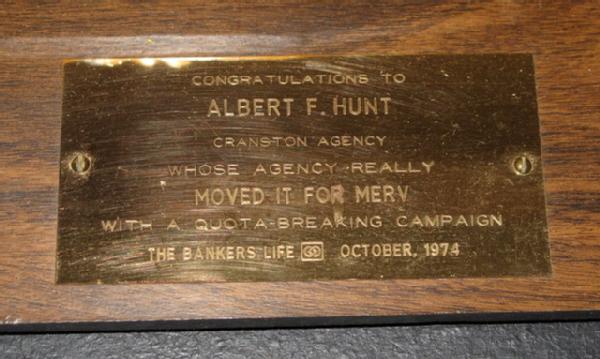 CONGRATULATIONS TO
ALBERT F. HUNT
CRANSTON AGENCY
WHOSE AGENCY REALLY
MOVED IT FOR MERV
WITH A QUOTA-BREAKING CAMPAIGN
THE BANKERS LIFE OCTOBER, 1974